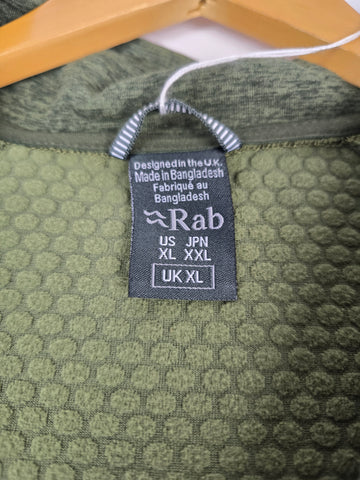 Designed in the U.K.
Made in Bangladesh
Fabriqué au
Bangladesh
Rab
US JPN
XL XXL
UK XL